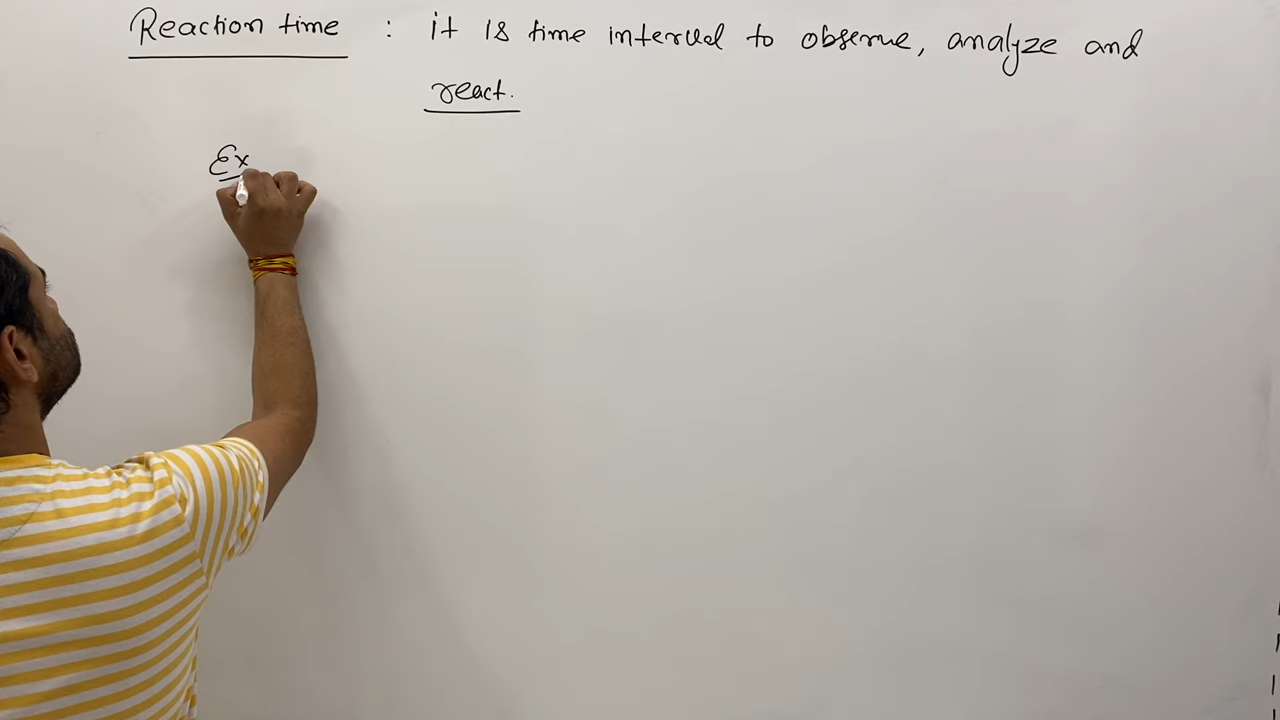 Reaction time : it is time interval to observe, analyze and
react.
Ex